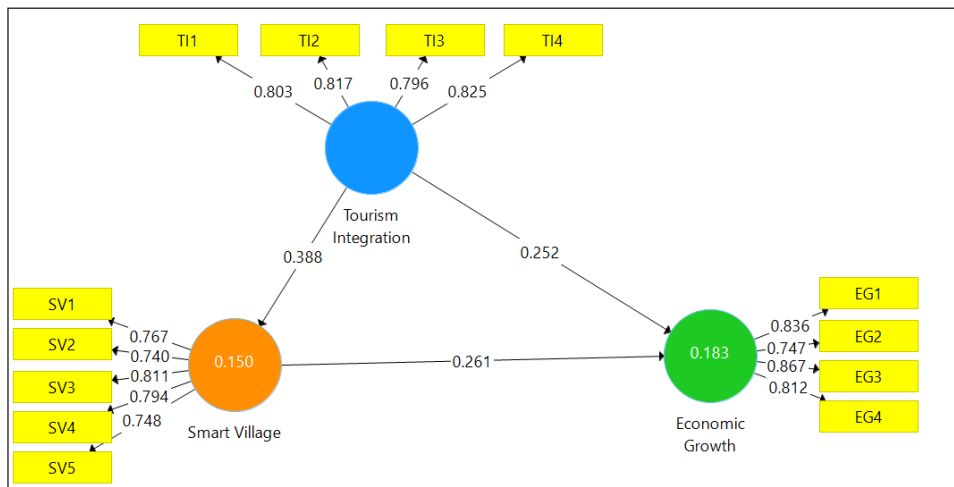 TI1 TI2 TI3 TI4
0.803 0.817 0.796 0.825
Tourism
Integration
0.388
0.252
SV1
SV2
SV3
SV4
SV5
0.767
0.740
0.811
0.794
0.748
0.150
Smart Village
0.261
0.183
Economic
Growth
0.836
0.747
0.867
0.812
EG1
EG2
EG3
EG4